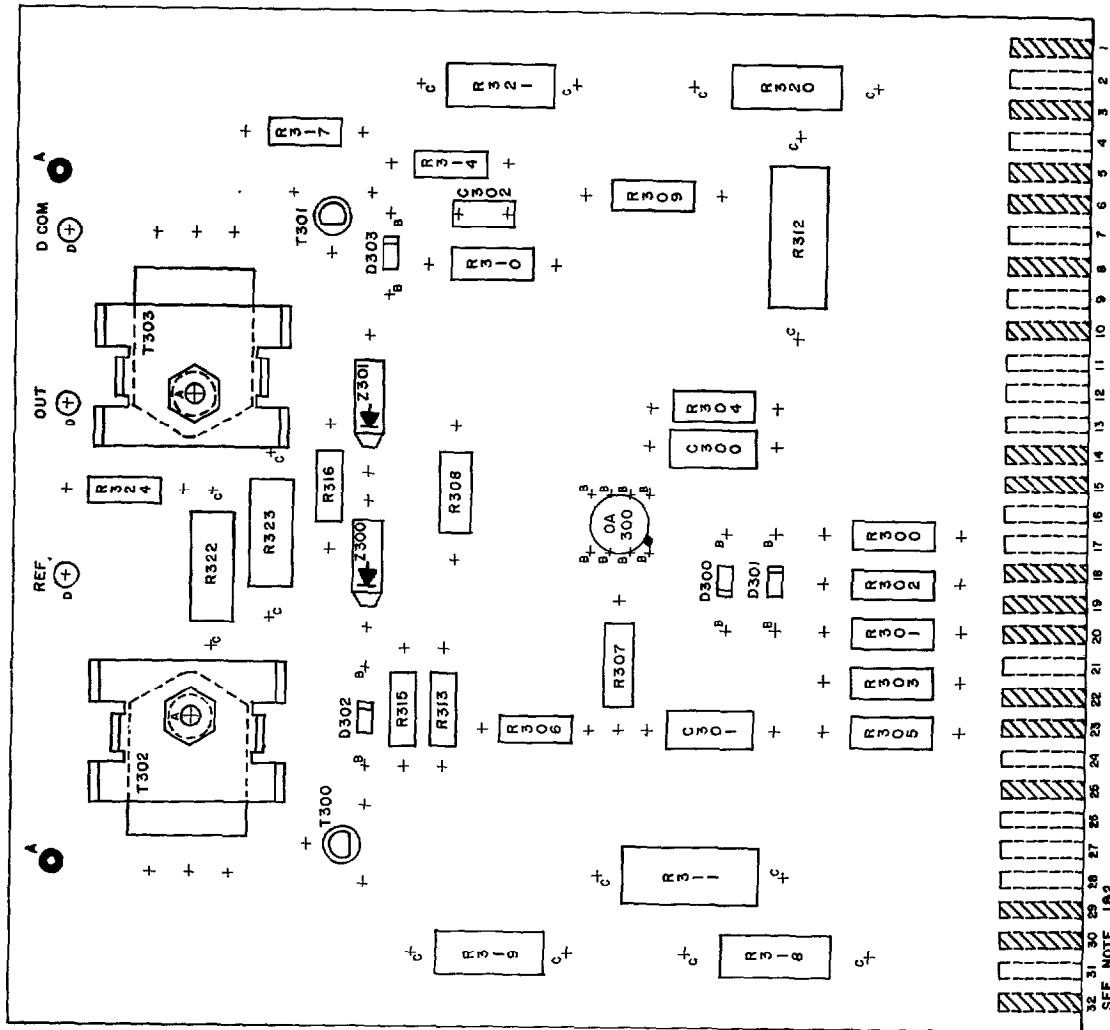 A
D COM
D
R317
R321
C
C
R320
C
C
R314
C302
T301
D303
B
B
R310
R309
C
R312
C
T303
A
OUT
D
Z301
R304
C300
C
R324
C
R316
R308
R323
R322
C
C
REF.
D
Z300
B B B B
OA
300
B B B B
B B
D300
D301
B B
R300
R302
R301
R303
R305
A
T302
B
D302
B
R315
R313
R307
R306
C301
T300
A
C
R311
C
C
R319
C
C
R318
C
1
2
3
4
5
6
7
8
9
10
11
12
13
14
15
16
17
18
19
20
21
22
23
24
25
26
27
28
29
30
31
32
SEE NOTE 1&2